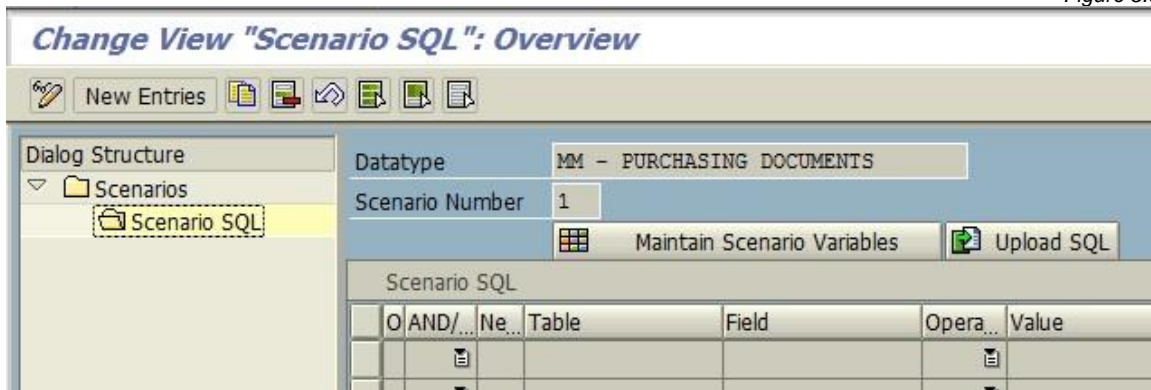 Change View "Scenario SQL": Overview
New Entries
Dialog Structure
Scenarios
Scenario SQL
Datatype MM - PURCHASING DOCUMENTS
Scenario Number 1
Maintain Scenario Variables Upload SQL
Scenario SQL
O AND/... Ne... Table Field Opera... Value